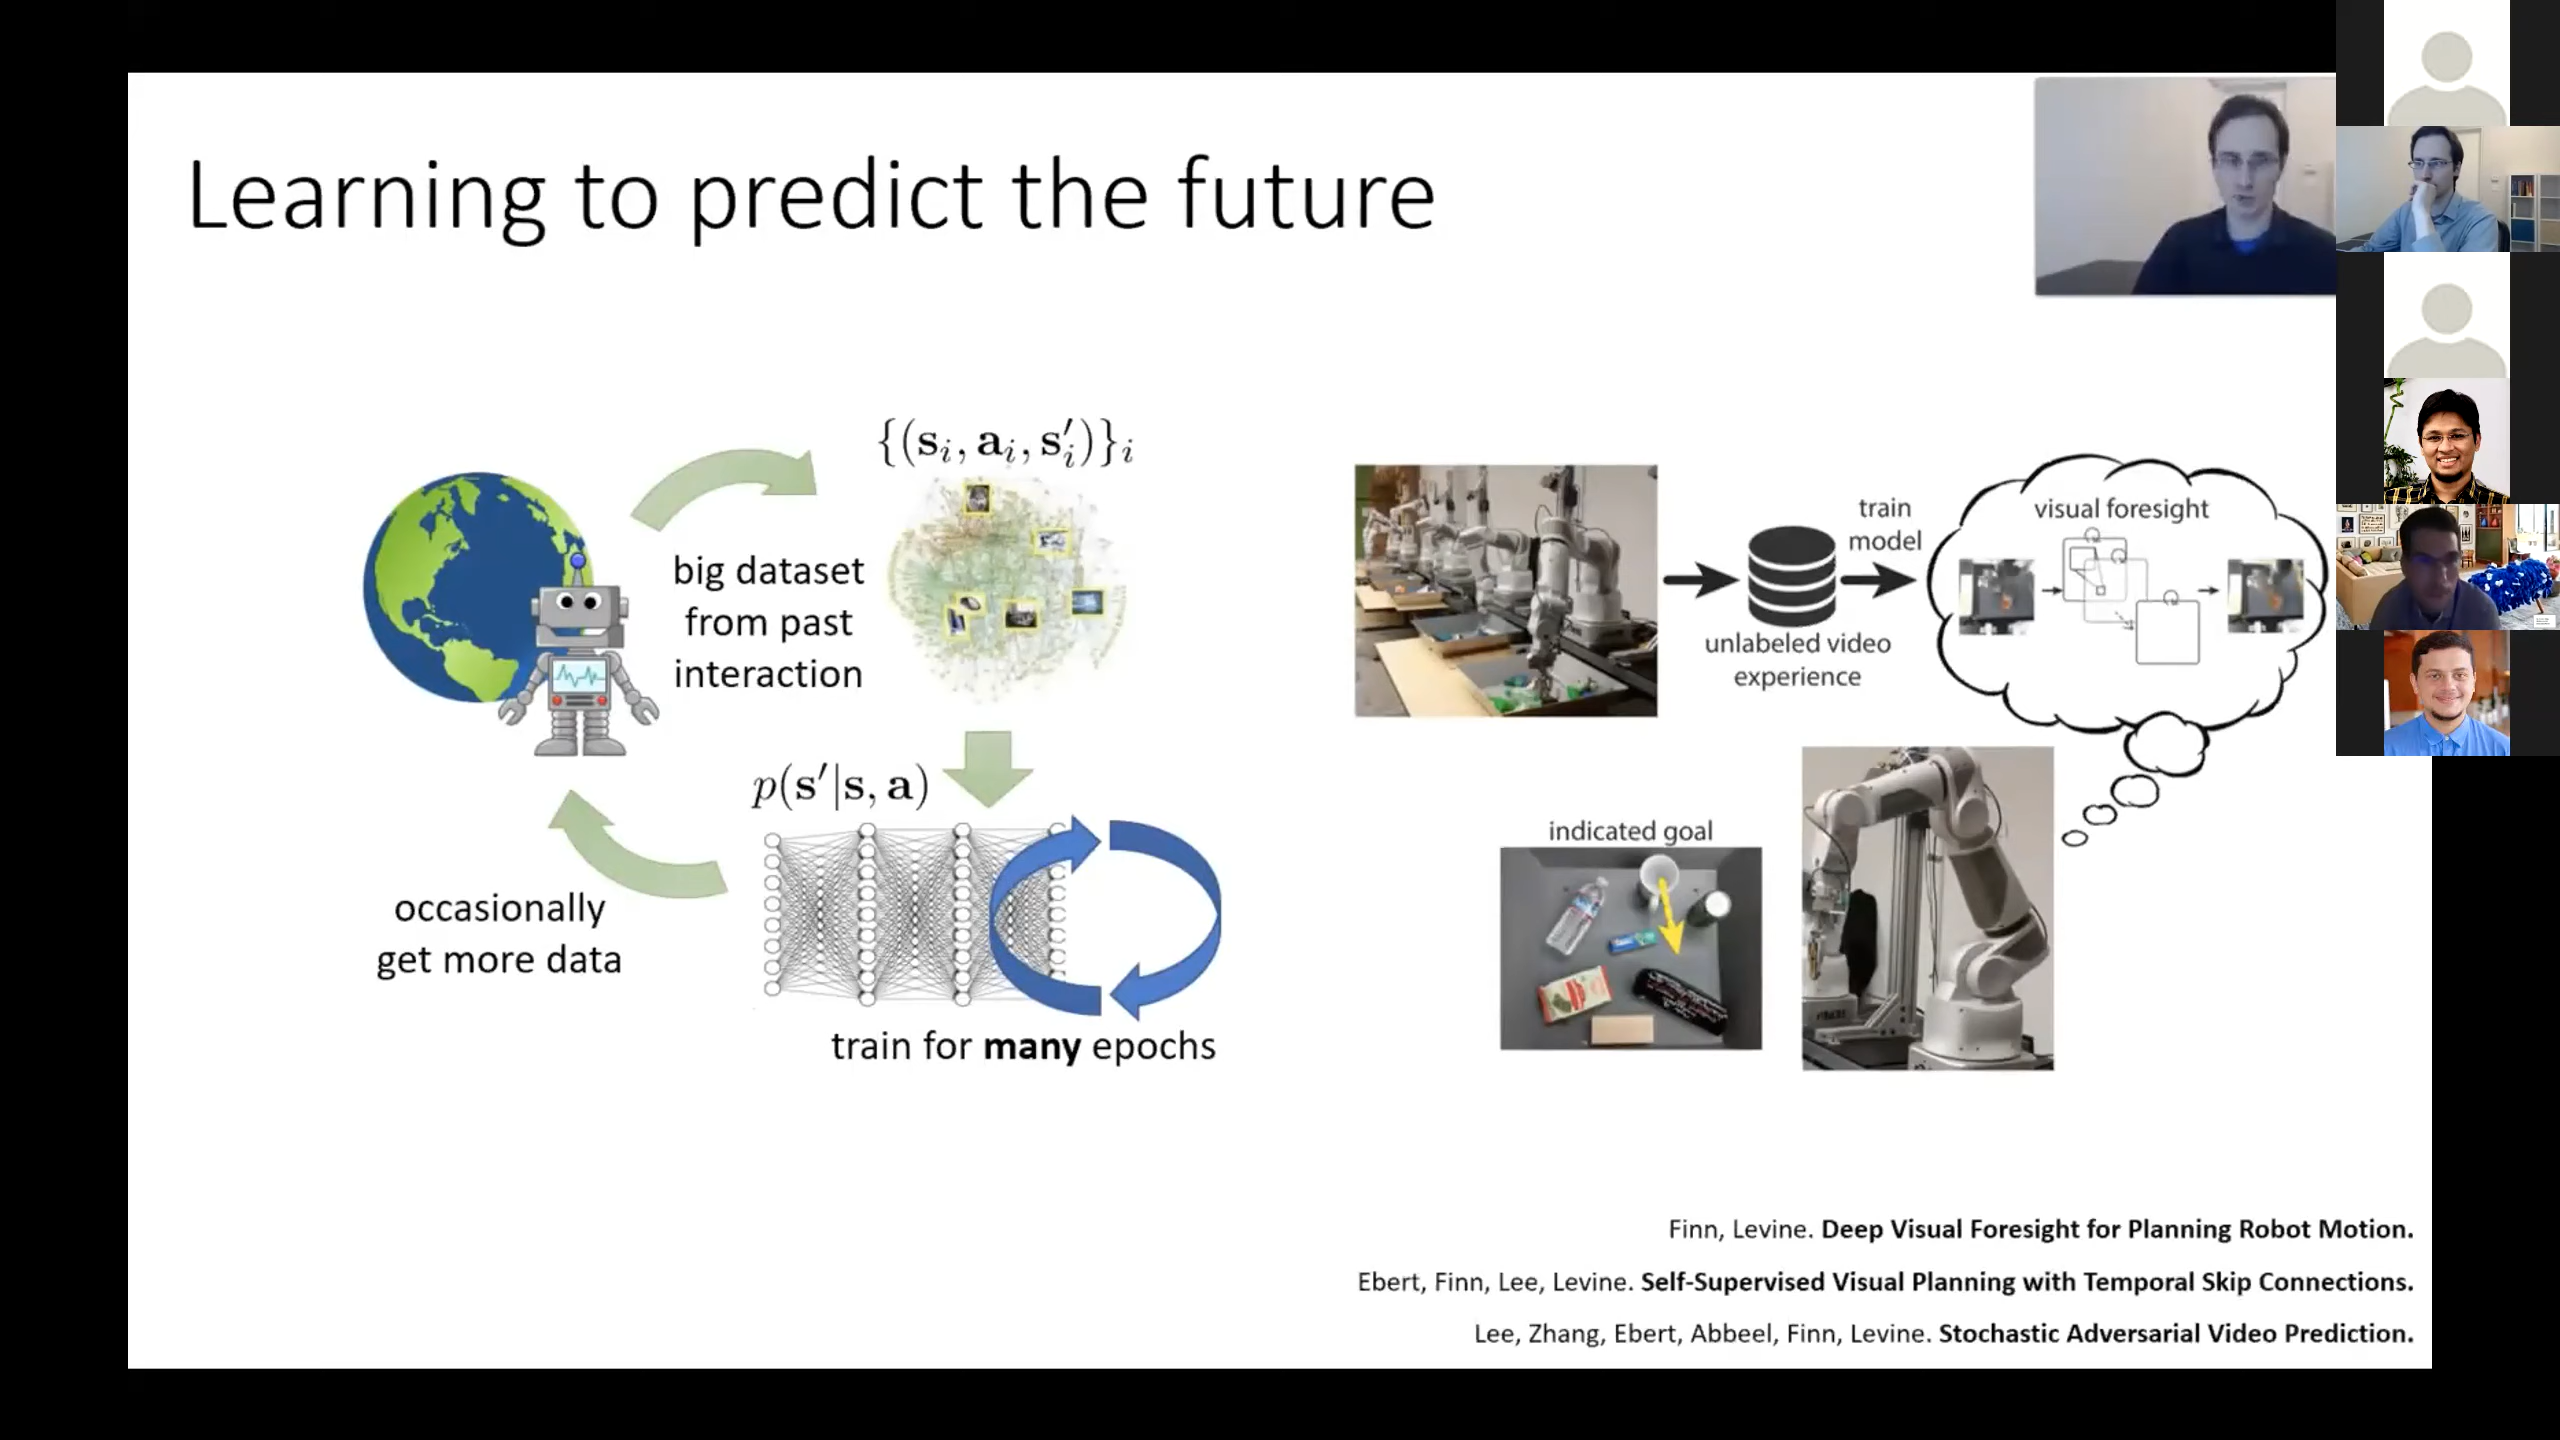 Learning to predict the future
{(s_i, a_i, s'_i)}_i
big dataset
from past
interaction
p(s'|s, a)
occasionally
get more data
train for many epochs
train
model
unlabeled video
experience
visual foresight
indicated goal
Finn, Levine. Deep Visual Foresight for Planning Robot Motion.
Ebert, Finn, Lee, Levine. Self-Supervised Visual Planning with Temporal Skip Connections.
Lee, Zhang, Ebert, Abbeel, Finn, Levine. Stochastic Adversarial Video Prediction.